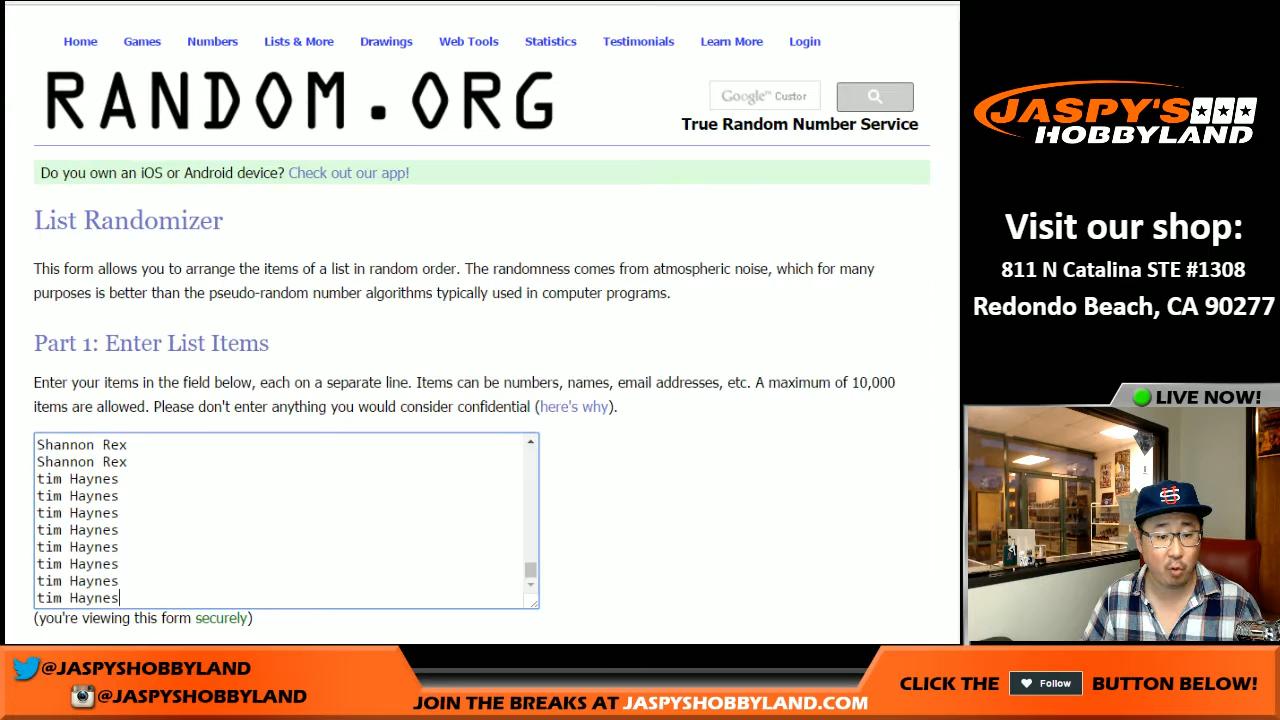 Home Games Numbers Lists & More Drawings Web Tools Statistics Testimonials Learn More Login
RANDOM.ORG
Google™ Custor
True Random Number Service
Do you own an iOS or Android device? Check out our app!
List Randomizer
This form allows you to arrange the items of a list in random order. The randomness comes from atmospheric noise, which for many
purposes is better than the pseudo-random number algorithms typically used in computer programs.
Part 1: Enter List Items
Enter your items in the field below, each on a separate line. Items can be numbers, names, email addresses, etc. A maximum of 10,000
items are allowed. Please don't enter anything you would consider confidential (here's why).
Shannon Rex
Shannon Rex
tim Haynes
tim Haynes
tim Haynes
tim Haynes
tim Haynes
tim Haynes
tim Haynes
tim Haynes
(you're viewing this form securely)
JASPY'S
HOBBYLAND
Visit our shop:
811 N Catalina STE #1308
Redondo Beach, CA 90277
LIVE NOW!
@JASPYSHOBBYLAND
@JASPYSHOBBYLAND
JOIN THE BREAKS AT JASPYSHOBBYLAND.COM
CLICK THE Follow BUTTON BELOW!